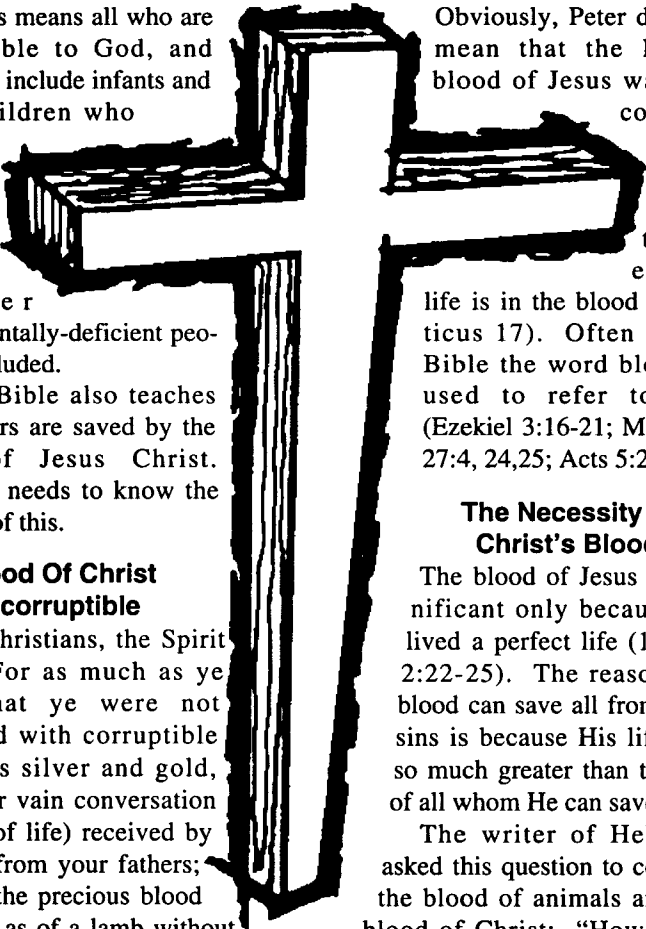 s means all who are
ble to God, and
include infants and
ildren who
e r
ntally-deficient peo-
luded.
Bible also teaches
rs are saved by the
of Jesus Christ.
needs to know the
of this.
od Of Christ
corruptible
hristians, the Spirit
For as much as ye
hat ye were not
d with corruptible
s silver and gold,
r vain conversation
of life) received by
from your fathers;
the precious blood
as of a lamb without
Obviously, Peter d
mean that the
blood of Jesus wa
co
t
e
life is in the blood
ticus 17). Often
Bible the word blo
used to refer to
(Ezekiel 3:16-21; M
27:4, 24,25; Acts 5:2
The Necessity
Christ's Blood
The blood of Jesus
nificant only becau
lived a perfect life (1
2:22-25). The reaso
blood can save all from
sins is because His lif
so much greater than t
of all whom He can save
The writer of He
asked this question to co
the blood of animals a
blood of Christ: "How